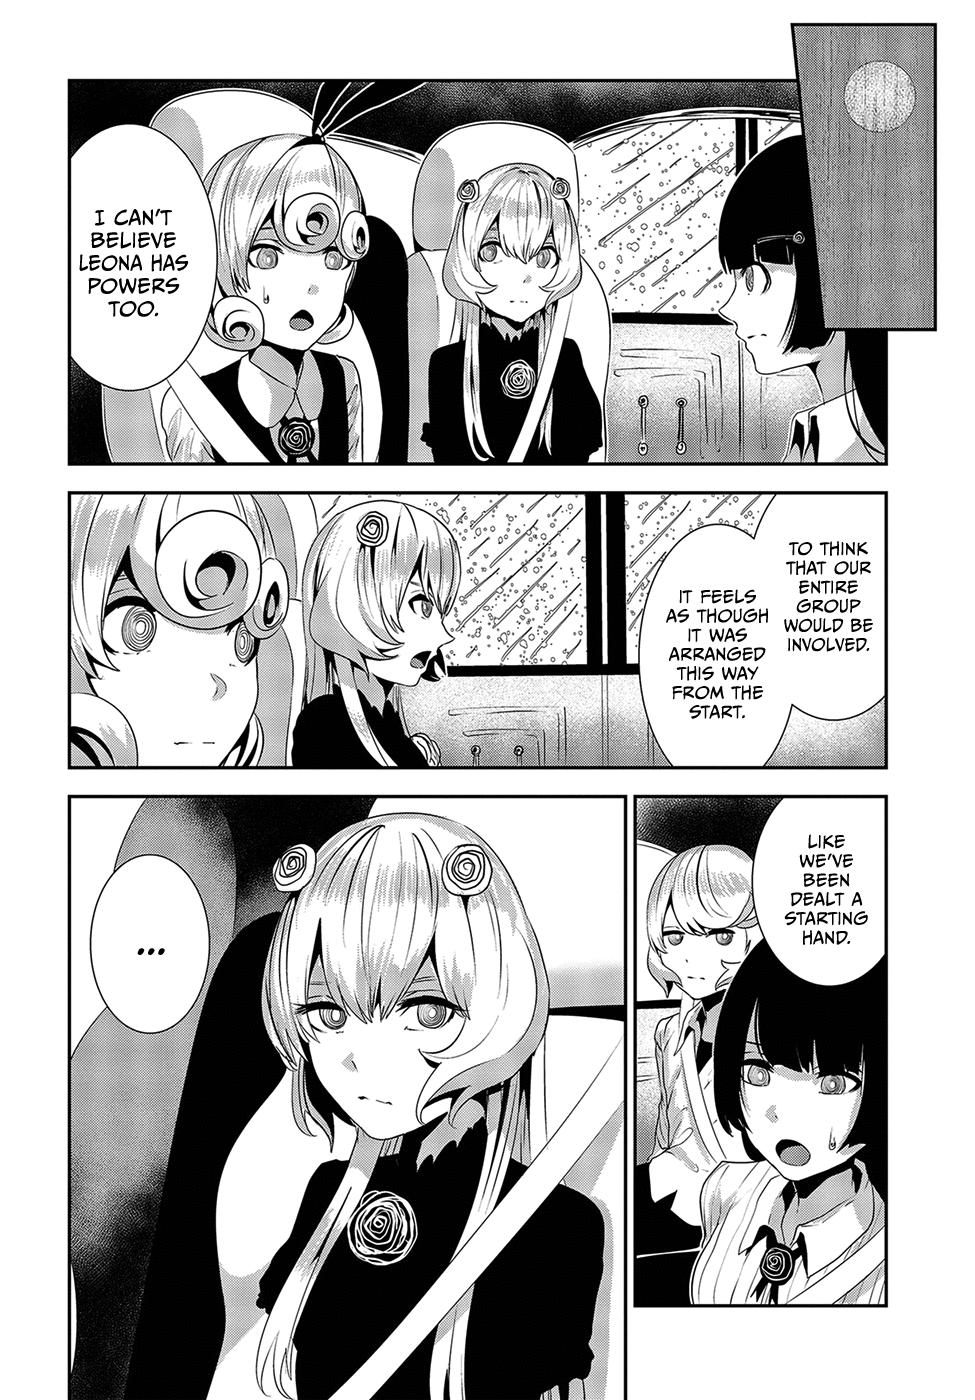 I CAN'T
BELIEVE
LEONA HAS
POWERS
TOO.
TO THINK
THAT OUR
ENTIRE
GROUP
WOULD BE
INVOLVED.
IT FEELS
AS THOUGH
IT WAS
ARRANGED
THIS WAY
FROM THE
START.
LIKE
WE'VE
BEEN
DEALT A
STARTING
HAND.
...